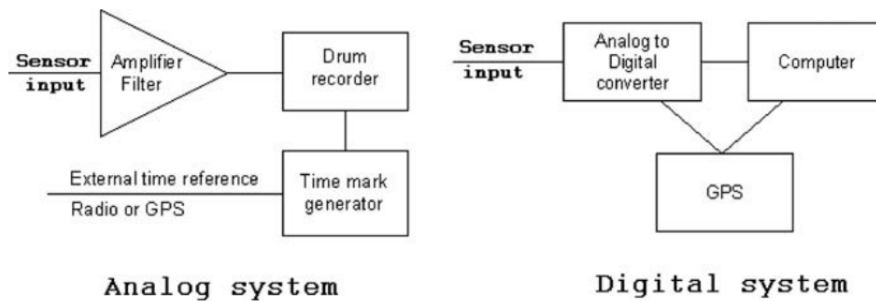 Sensor
input
Amplifier
Filter
Drum
recorder
External time reference
Radio or GPS
Time mark
generator
Analog system
Sensor
input
Analog to
Digital
converter
Computer
GPS
Digital system